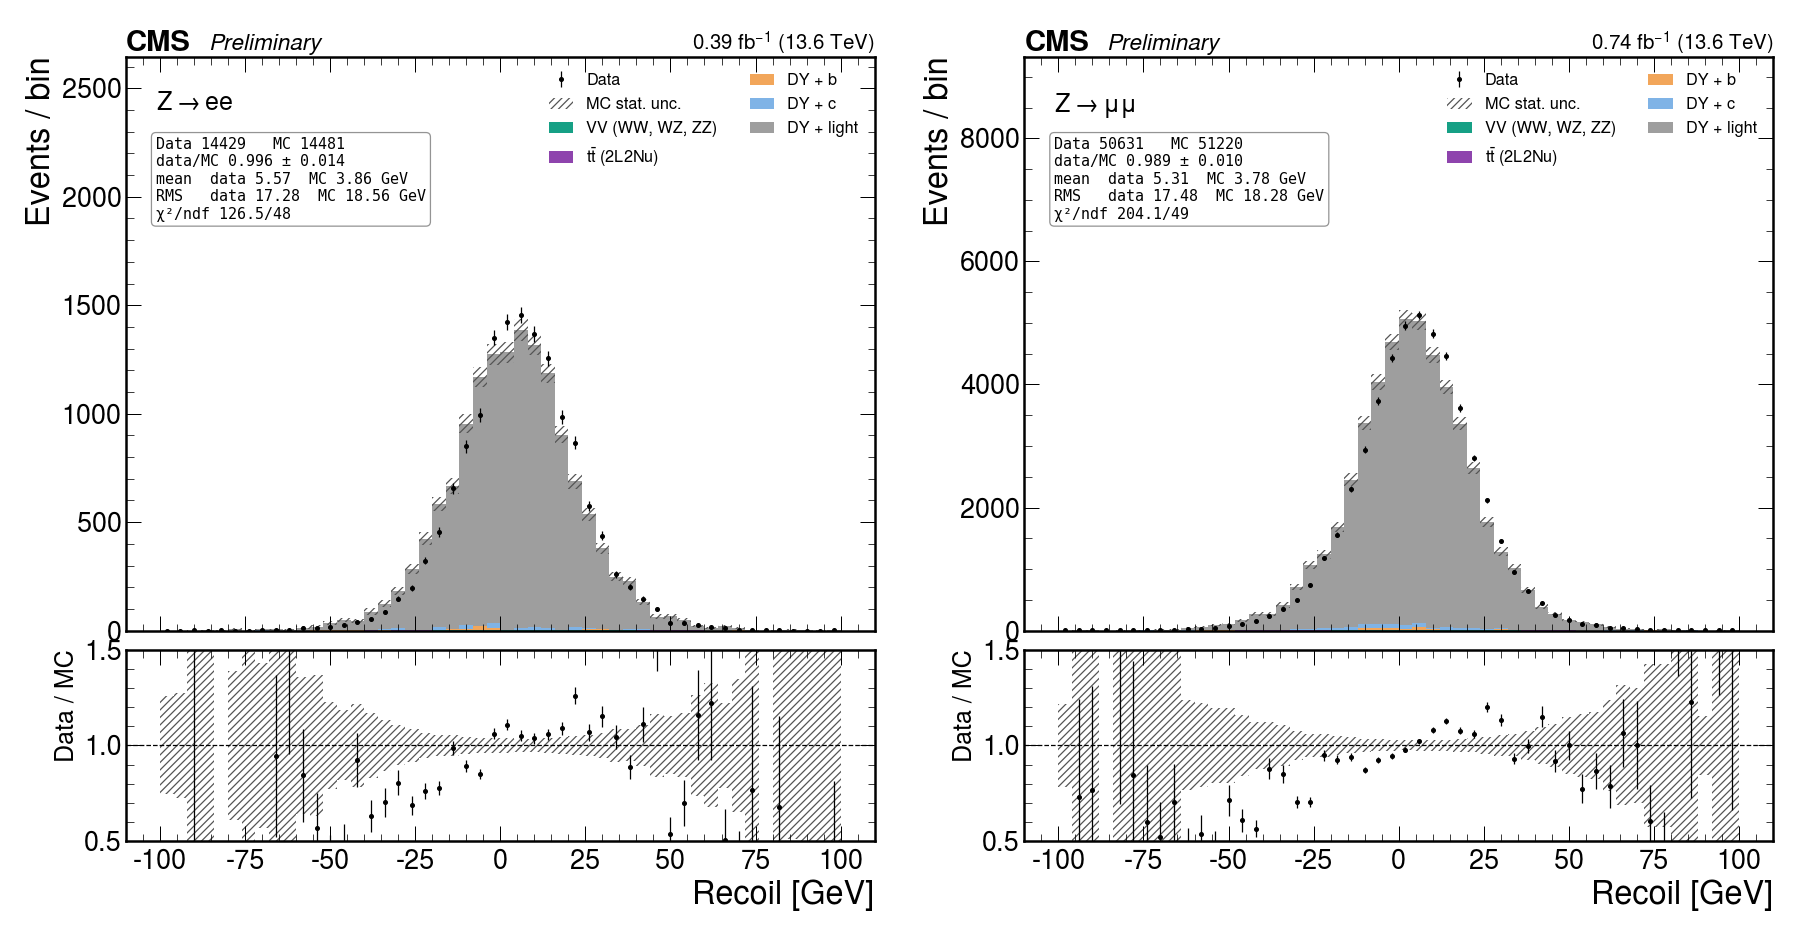 CMS Preliminary 0.39 fb⁻¹ (13.6 TeV)
Events / bin
Z→ee
Data 14429 MC 14481
data/MC 0.996 ± 0.014
mean data 5.57 MC 3.86 GeV
RMS data 17.28 MC 18.56 GeV
χ²/ndf 126.5/48
Data
MC stat. unc.
VV (WW, WZ, ZZ)
tt̄ (2L2Nu)
DY + b
DY + c
DY + light
2500
2000
1500
1000
500
0
Data / MC
1.5
1.0
0.5
-100 -75 -50 -25 0 25 50 75 100
Recoil [GeV]
CMS Preliminary 0.74 fb⁻¹ (13.6 TeV)
Events / bin
Z→μμ
Data 50631 MC 51220
data/MC 0.989 ± 0.010
mean data 5.31 MC 3.78 GeV
RMS data 17.48 MC 18.28 GeV
χ²/ndf 204.1/49
Data
MC stat. unc.
VV (WW, WZ, ZZ)
tt̄ (2L2Nu)
DY + b
DY + c
DY + light
8000
6000
4000
2000
0
Data / MC
1.5
1.0
0.5
-100 -75 -50 -25 0 25 50 75 100
Recoil [GeV]